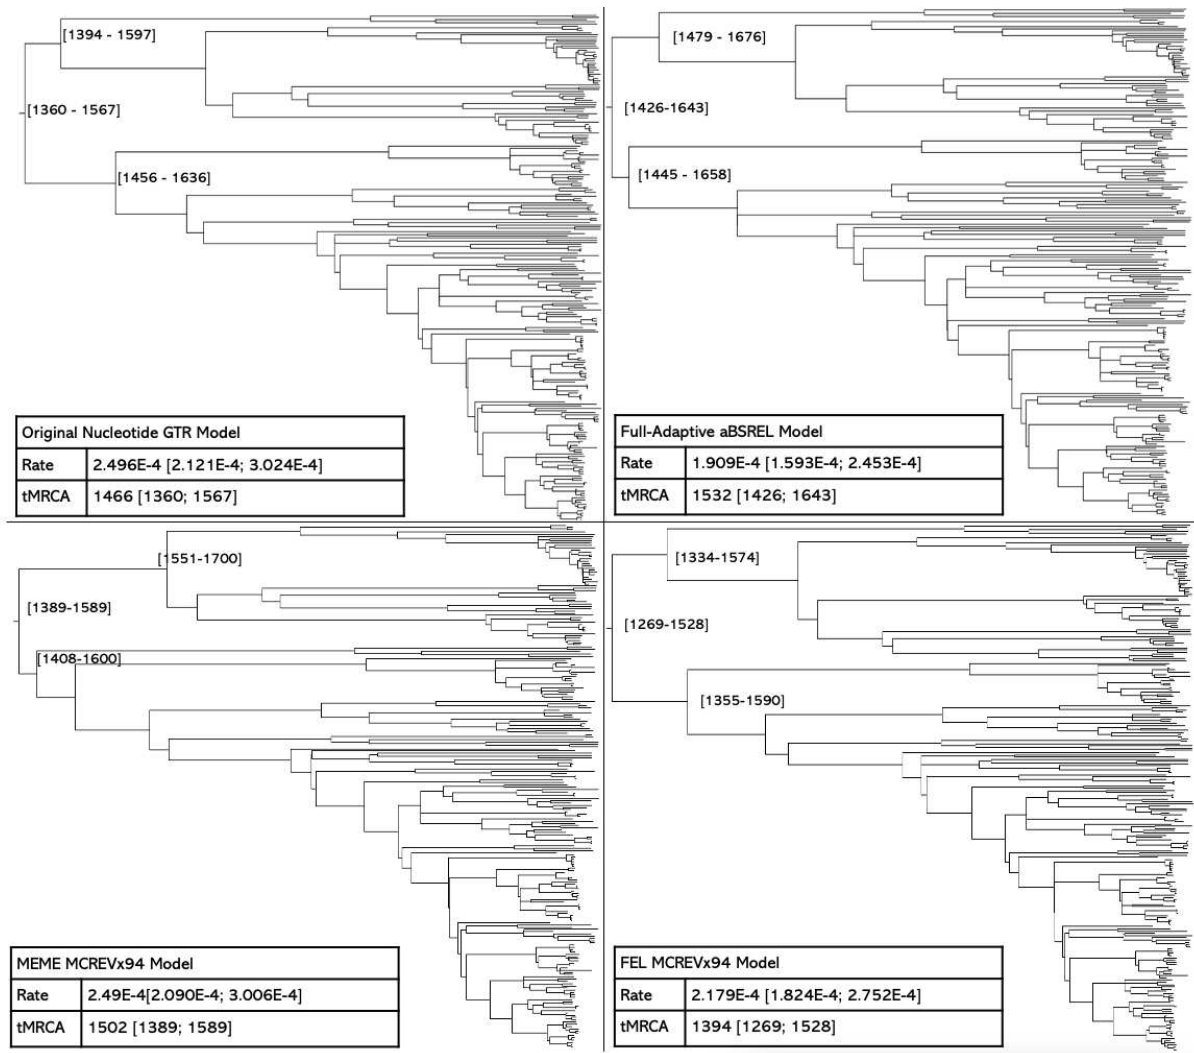 [1394 - 1597]
[1360 - 1567]
[1456 - 1636]
Original Nucleotide GTR Model
Rate 2.496E-4 [2.121E-4; 3.024E-4]
tMRCA 1466 [1360; 1567]
[1479 - 1676]
[1426-1643]
[1445 - 1658]
Full-Adaptive aBSREL Model
Rate 1.909E-4 [1.593E-4; 2.453E-4]
tMRCA 1532 [1426; 1643]
[1551-1700]
[1389-1589]
[1408-1600]
MEME MCREVx94 Model
Rate 2.49E-4[2.090E-4; 3.006E-4]
tMRCA 1502 [1389; 1589]
[1334-1574]
[1269-1528]
[1355-1590]
FEL MCREVx94 Model
Rate 2.179E-4 [1.824E-4; 2.752E-4]
tMRCA 1394 [1269; 1528]